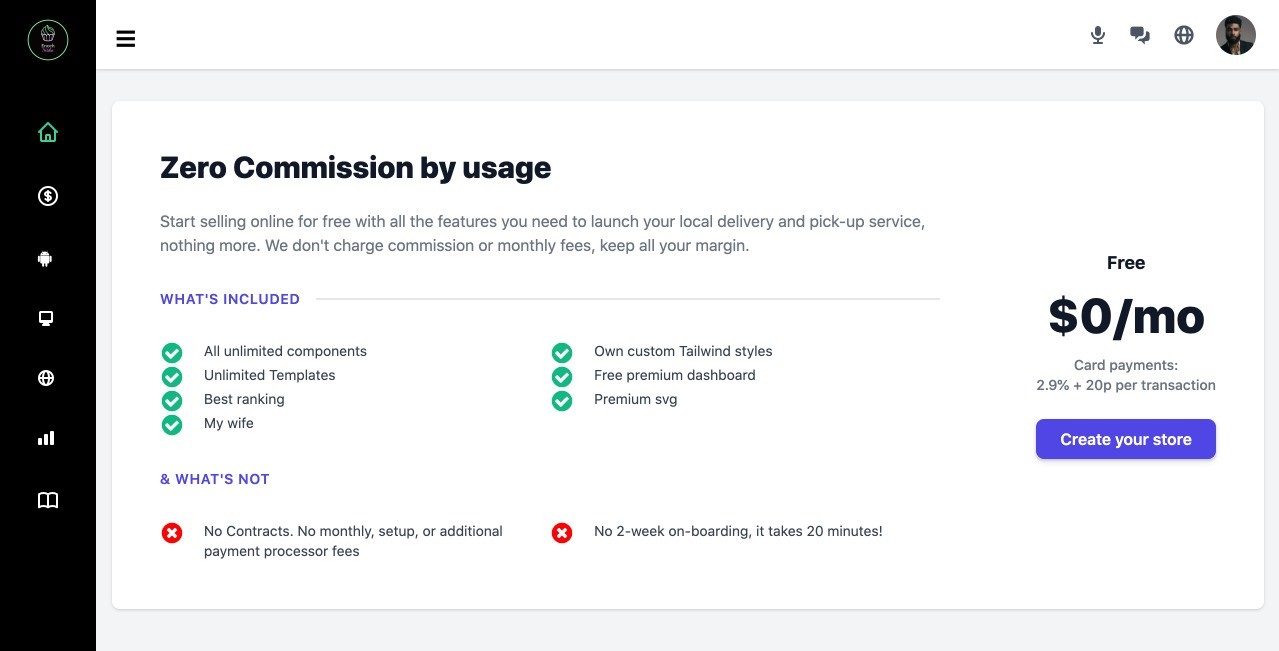 Zero Commission by usage
Start selling online for free with all the features you need to launch your local delivery and pick-up service,
nothing more. We don't charge commission or monthly fees, keep all your margin.
WHAT'S INCLUDED
All unlimited components
Unlimited Templates
Best ranking
My wife
Own custom Tailwind styles
Free premium dashboard
Premium svg
& WHAT'S NOT
No Contracts. No monthly, setup, or additional
payment processor fees
No 2-week on-boarding, it takes 20 minutes!
Free
$0/mo
Card payments:
2.9% + 20p per transaction
Create your store